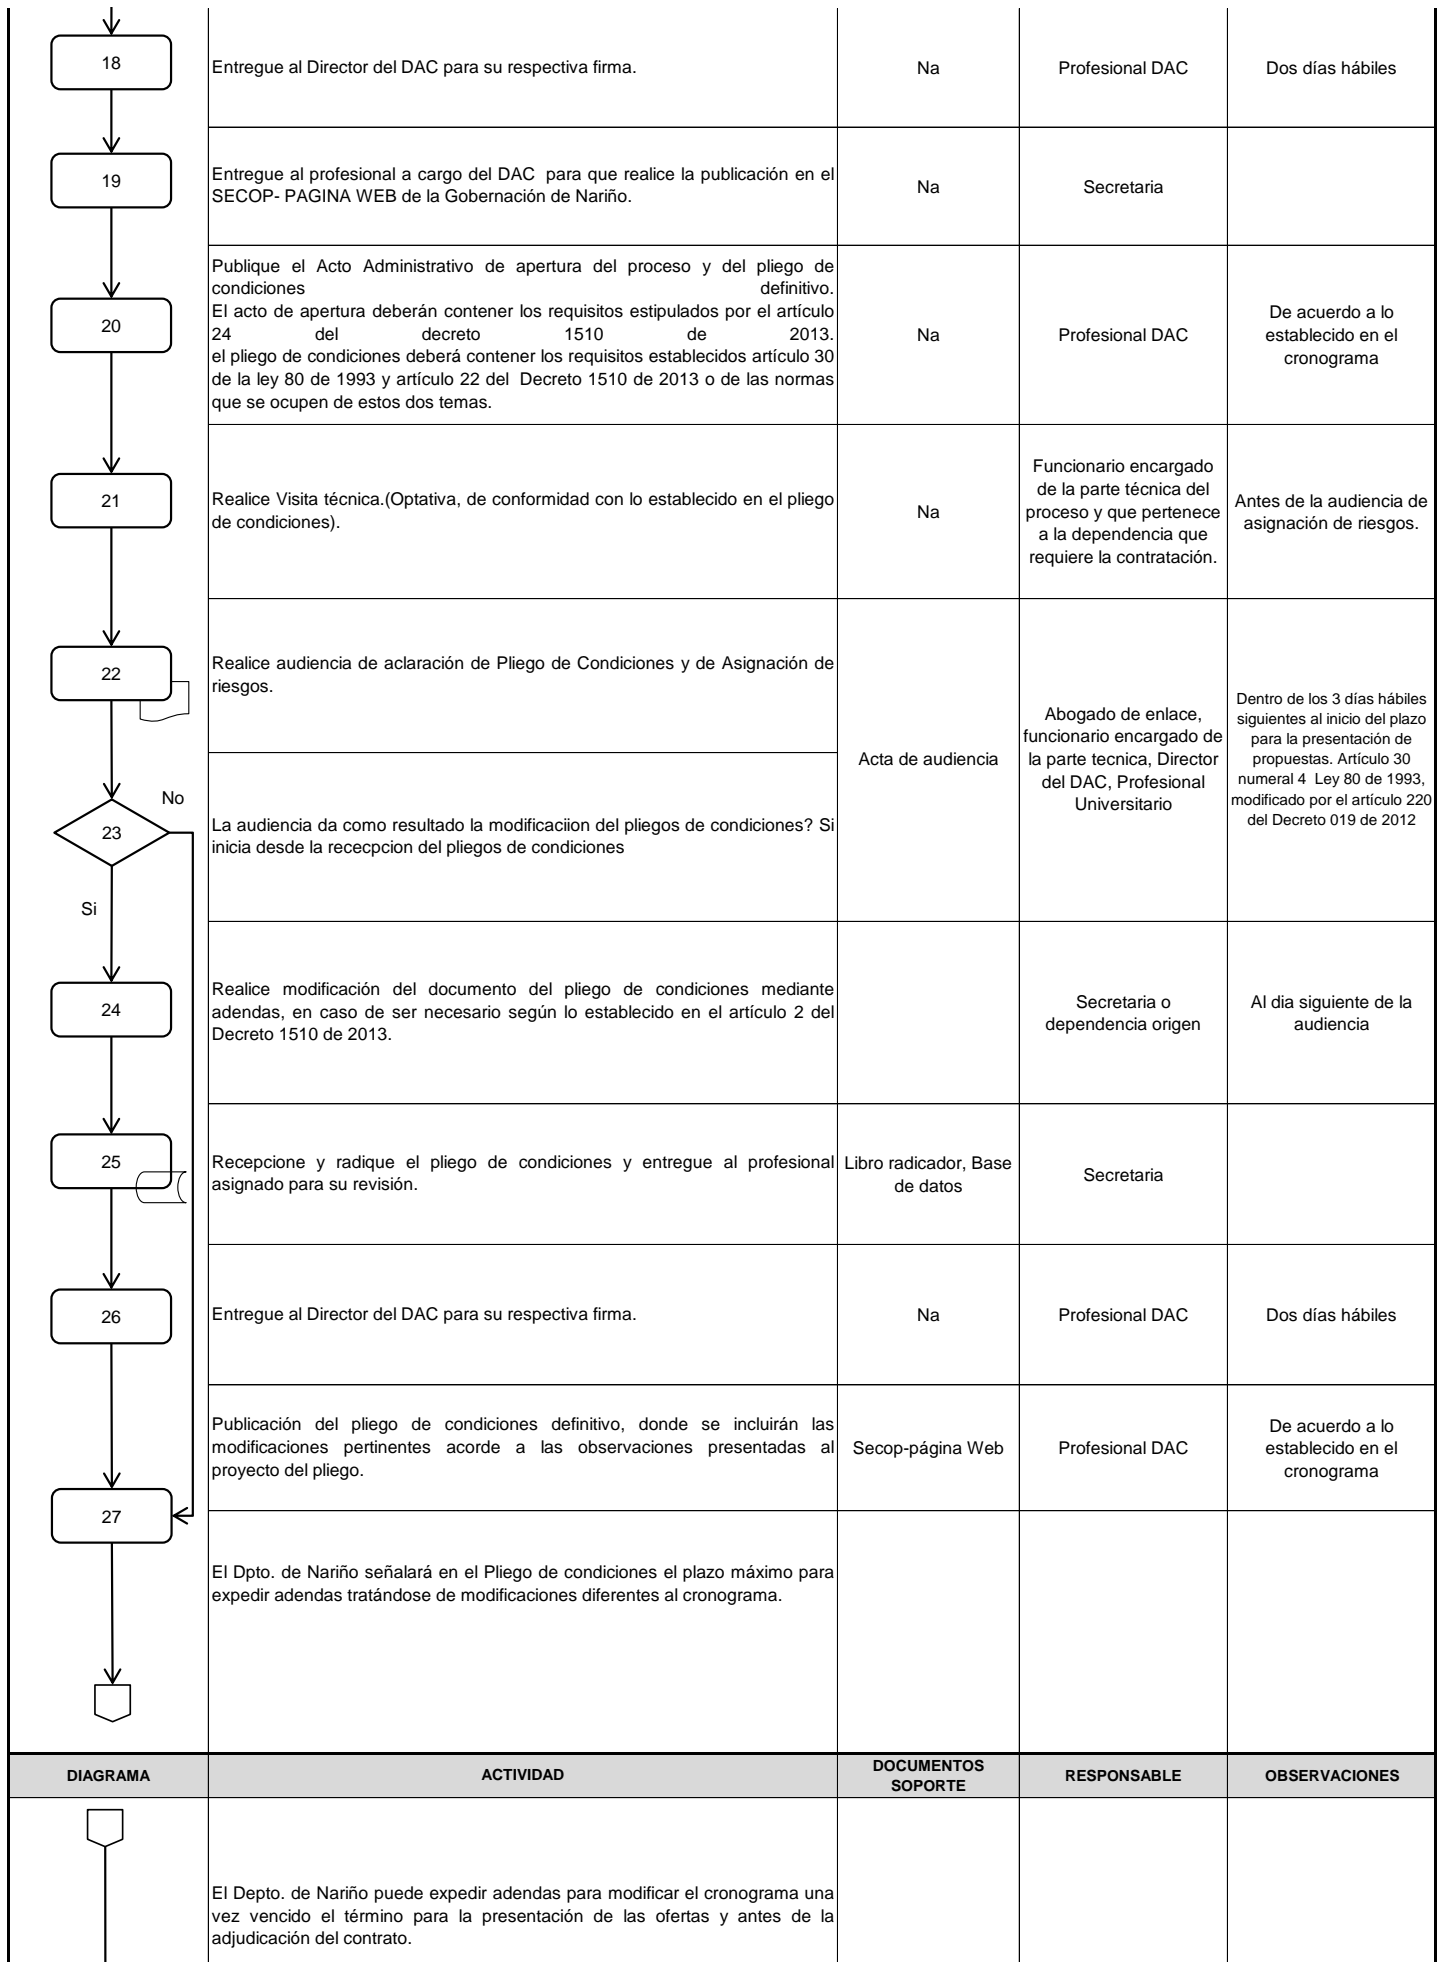 18
Entregue al Director del DAC para su respectiva firma.
Na
Profesional DAC
Dos días hábiles
19
Entregue al profesional a cargo del DAC para que realice la publicación en el
SECOP- PAGINA WEB de la Gobernación de Nariño.
Na
Secretaria
20
Publique el Acto Administrativo de apertura del proceso y del pliego de
condiciones definitivo.
El acto de apertura deberán contener los requisitos estipulados por el artículo
24 del decreto 1510 de 2013.
el pliego de condiciones deberá contener los requisitos establecidos artículo 30
de la ley 80 de 1993 y artículo 22 del Decreto 1510 de 2013 o de las normas
que se ocupen de estos dos temas.
Na
Profesional DAC
De acuerdo a lo
establecido en el
cronograma
21
Realice Visita técnica.(Optativa, de conformidad con lo establecido en el pliego
de condiciones).
Na
Funcionario encargado
de la parte técnica del
proceso y que pertenece
a la dependencia que
requiere la contratación.
Antes de la audiencia de
asignación de riesgos.
22
Realice audiencia de aclaración de Pliego de Condiciones y de Asignación de
riesgos.
Acta de audiencia
Abogado de enlace,
funcionario encargado de
la parte tecnica, Director
del DAC, Profesional
Universitario
Dentro de los 3 días hábiles
siguientes al inicio del plazo
para la presentación de
propuestas. Artículo 30
numeral 4 Ley 80 de 1993,
modificado por el artículo 220
del Decreto 019 de 2012
No
23
La audiencia da como resultado la modificaciion del pliegos de condiciones? Si
inicia desde la rececpcion del pliegos de condiciones
Si
24
Realice modificación del documento del pliego de condiciones mediante
adendas, en caso de ser necesario según lo establecido en el artículo 2 del
Decreto 1510 de 2013.
Secretaria o
dependencia origen
Al dia siguiente de la
audiencia
25
Recepcione y radique el pliego de condiciones y entregue al profesional
asignado para su revisión.
Libro radicador, Base
de datos
Secretaria
26
Entregue al Director del DAC para su respectiva firma.
Na
Profesional DAC
Dos días hábiles
Publicación del pliego de condiciones definitivo, donde se incluirán las
modificaciones pertinentes acorde a las observaciones presentadas al
proyecto del pliego.
Secop-página Web
Profesional DAC
De acuerdo a lo
establecido en el
cronograma
27
El Dpto. de Nariño señalará en el Pliego de condiciones el plazo máximo para
expedir adendas tratándose de modificaciones diferentes al cronograma.
DIAGRAMA
ACTIVIDAD
DOCUMENTOS
SOPORTE
RESPONSABLE
OBSERVACIONES
El Depto. de Nariño puede expedir adendas para modificar el cronograma una
vez vencido el término para la presentación de las ofertas y antes de la
adjudicación del contrato.